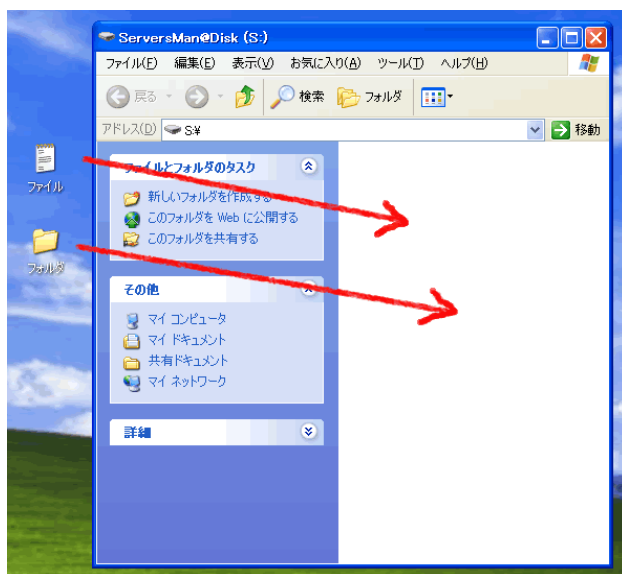 ServersMan@Disk (S:)
ファイル(F) 編集(E) 表示(V) お気に入り(A) ツール(T) ヘルプ(H)
戻る 検索 フォルダ
アドレス(D) S:¥ 移動
ファイル
フォルダ
ファイルとフォルダのタスク
新しいフォルダを作成する
このフォルダを Web に公開する
このフォルダを共有する
その他
マイ コンピュータ
マイ ドキュメント
共有ドキュメント
マイ ネットワーク
詳細